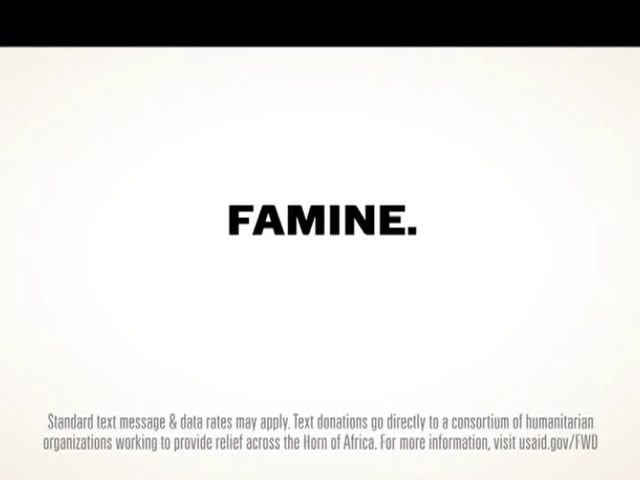 FAMINE.
Standard text message & data rates may apply. Text donations go directly to a consortium of humanitarian
organizations working to provide relief across the Horn of Africa. For more information, visit usaid.gov/FWD